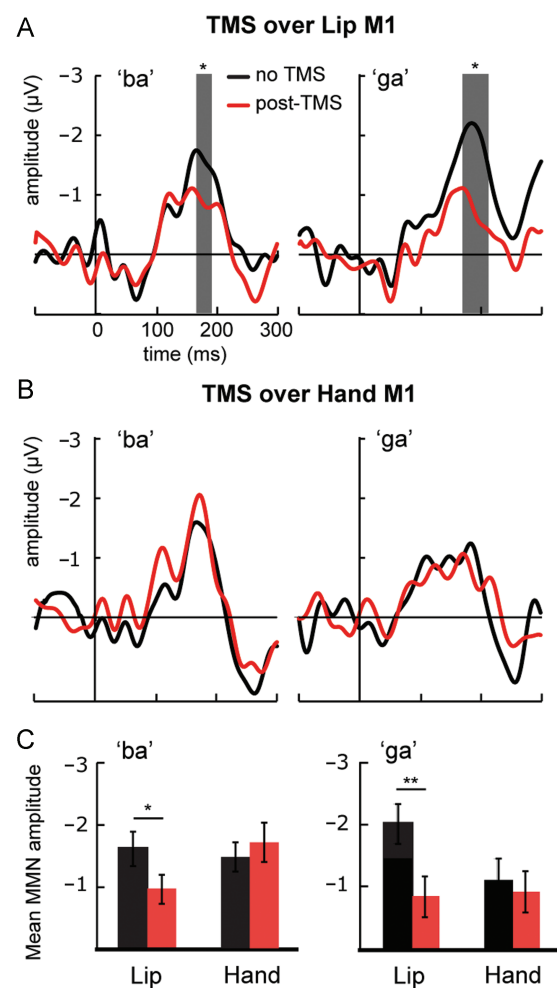 A
TMS over Lip M1
amplitude (μV)
−3
−2
−1
'ba'
*
no TMS
post-TMS
'ga'
*
0
100
200
300
time (ms)
B
TMS over Hand M1
amplitude (μV)
−3
−2
−1
'ba'
'ga'
C
Mean MMN amplitude
'ba'
−3
−2
−1
*
Lip
Hand
'ga'
−3
−2
−1
**
Lip
Hand